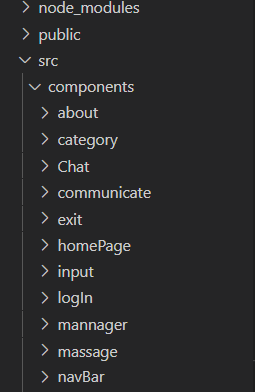 node_modules
public
src
components
about
category
Chat
communicate
exit
homePage
input
logIn
mannager
massage
navBar